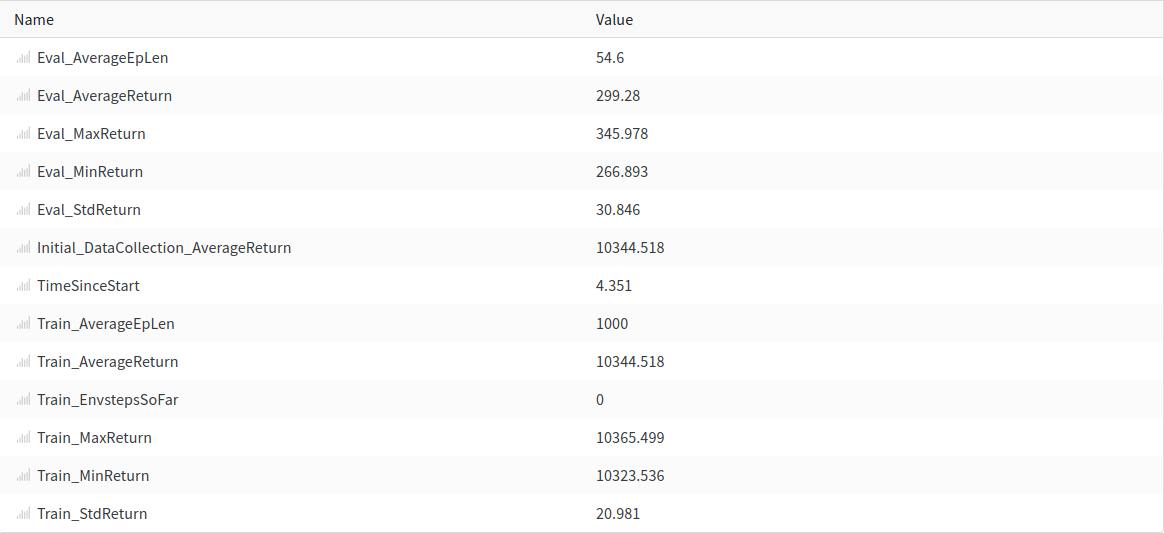 Name Value
Eval_AverageEpLen 54.6
Eval_AverageReturn 299.28
Eval_MaxReturn 345.978
Eval_MinReturn 266.893
Eval_StdReturn 30.846
Initial_DataCollection_AverageReturn 10344.518
TimeSinceStart 4.351
Train_AverageEpLen 1000
Train_AverageReturn 10344.518
Train_EnvstepsSoFar 0
Train_MaxReturn 10365.499
Train_MinReturn 10323.536
Train_StdReturn 20.981